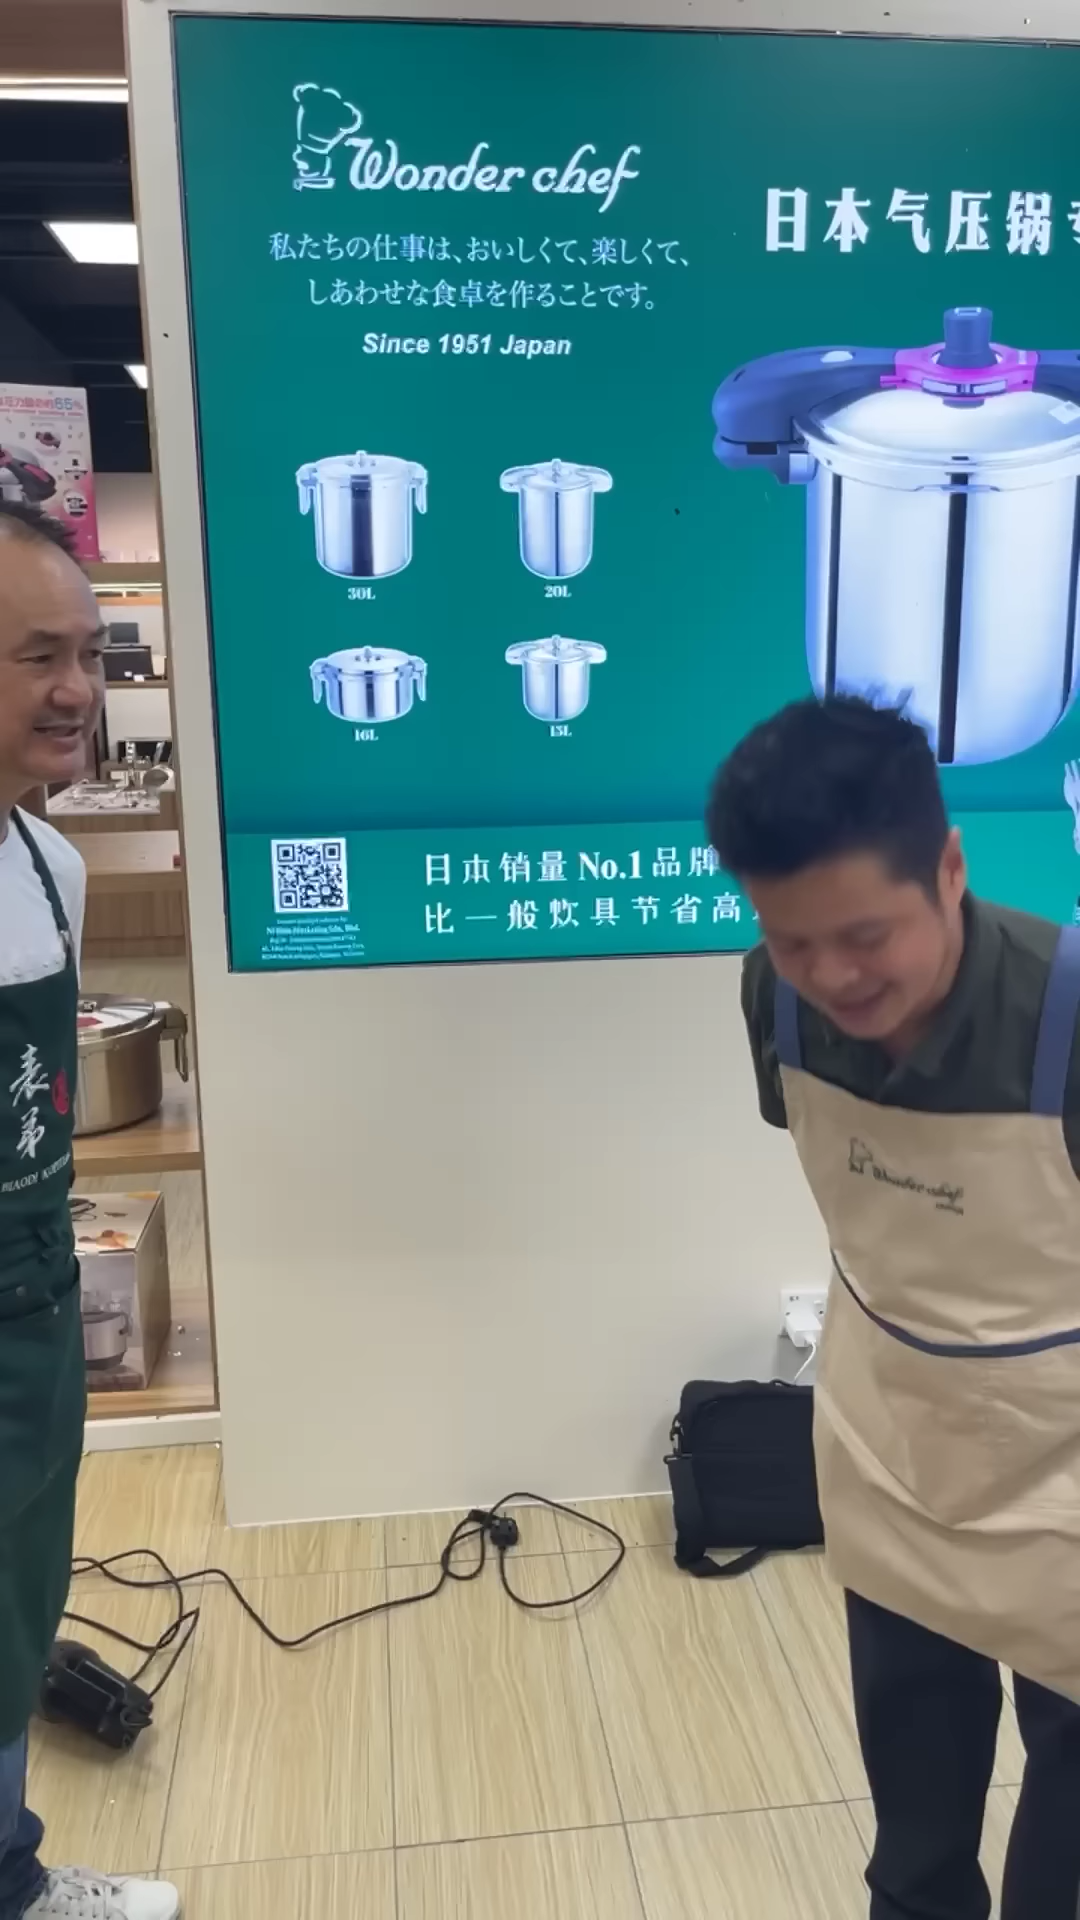 Wonder chef
私たちの仕事は、おいしくて、楽しくて、
しあわせな食卓を作ることです。
Since 1951 Japan
日本气压锅
30L
20L
16L
15L
日本销量 No.1 品牌
比一般炊具节省高
表弟
BIAODI
Wonder chef